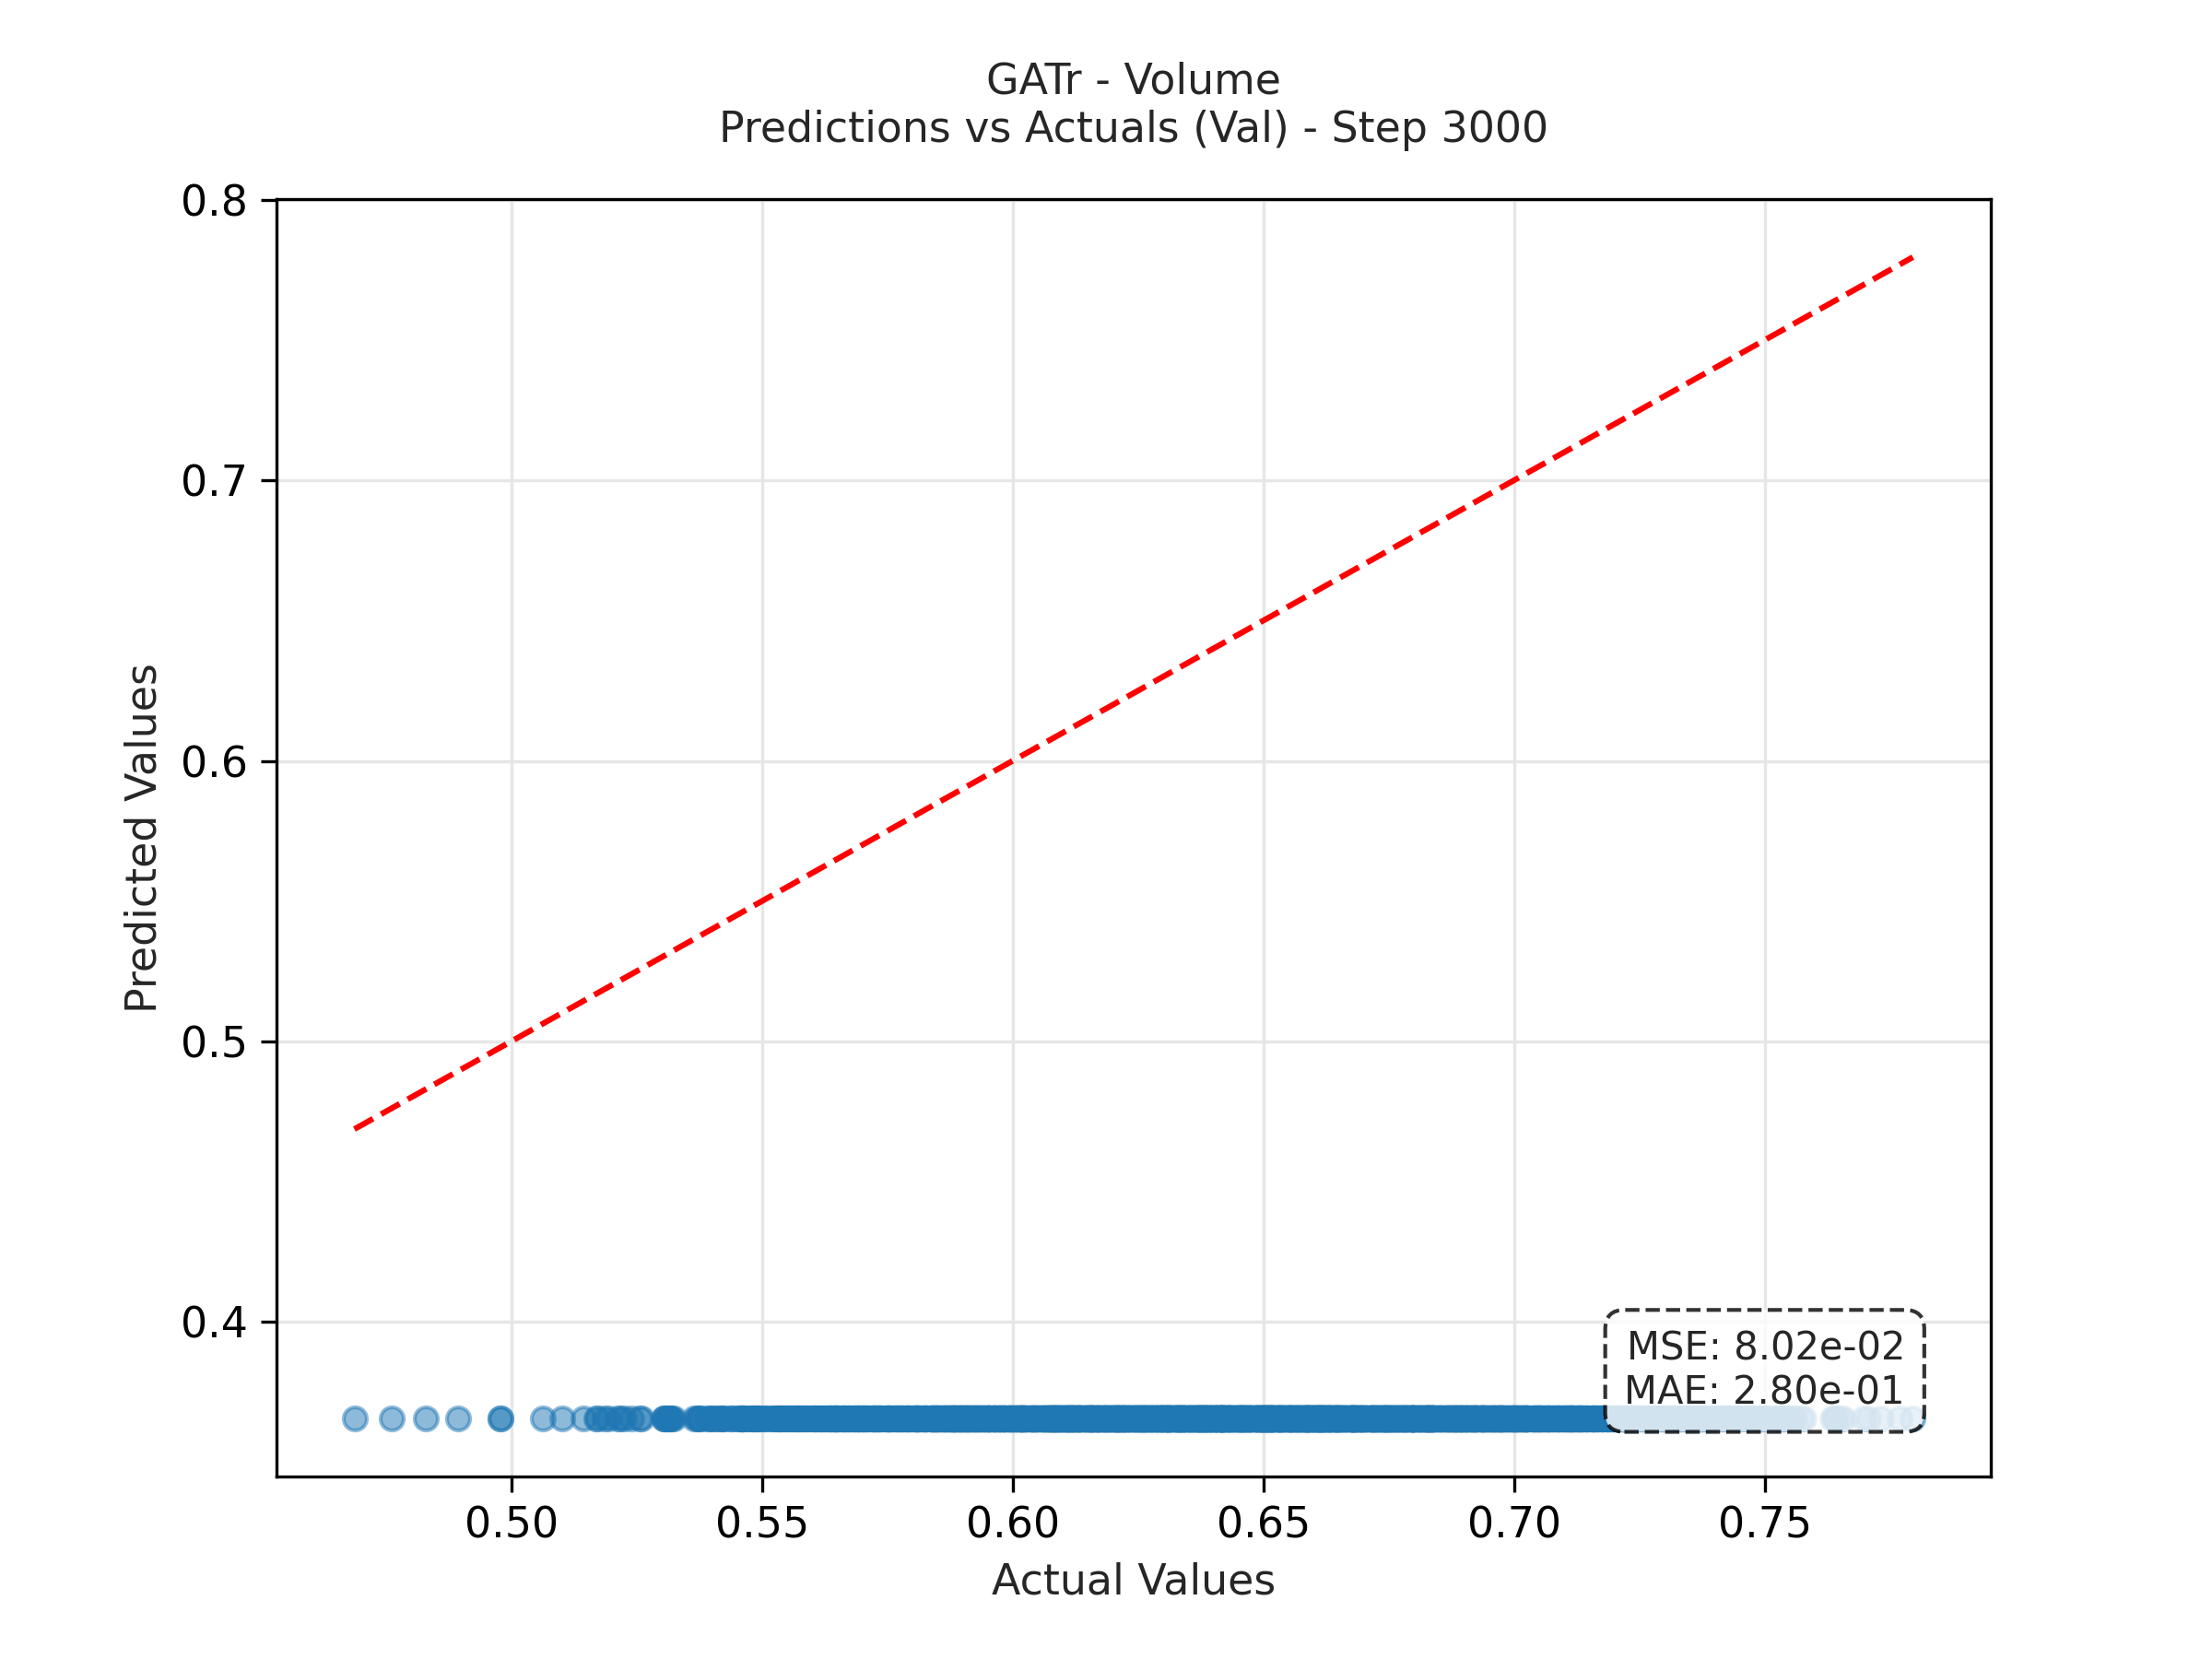 GATr - Volume
Predictions vs Actuals (Val) - Step 3000
Predicted Values
0.8
0.7
0.6
0.5
0.4
MSE: 8.02e-02
MAE: 2.80e-01
0.50 0.55 0.60 0.65 0.70 0.75
Actual Values